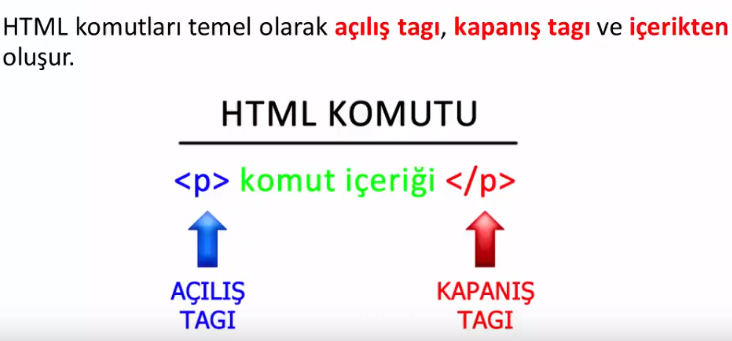 HTML komutları temel olarak açılış tagı, kapanış tagı ve içerikten
oluşur.
HTML KOMUTU
<p> komut içeriği </p>
AÇILIŞ
TAGI
KAPANIŞ
TAGI